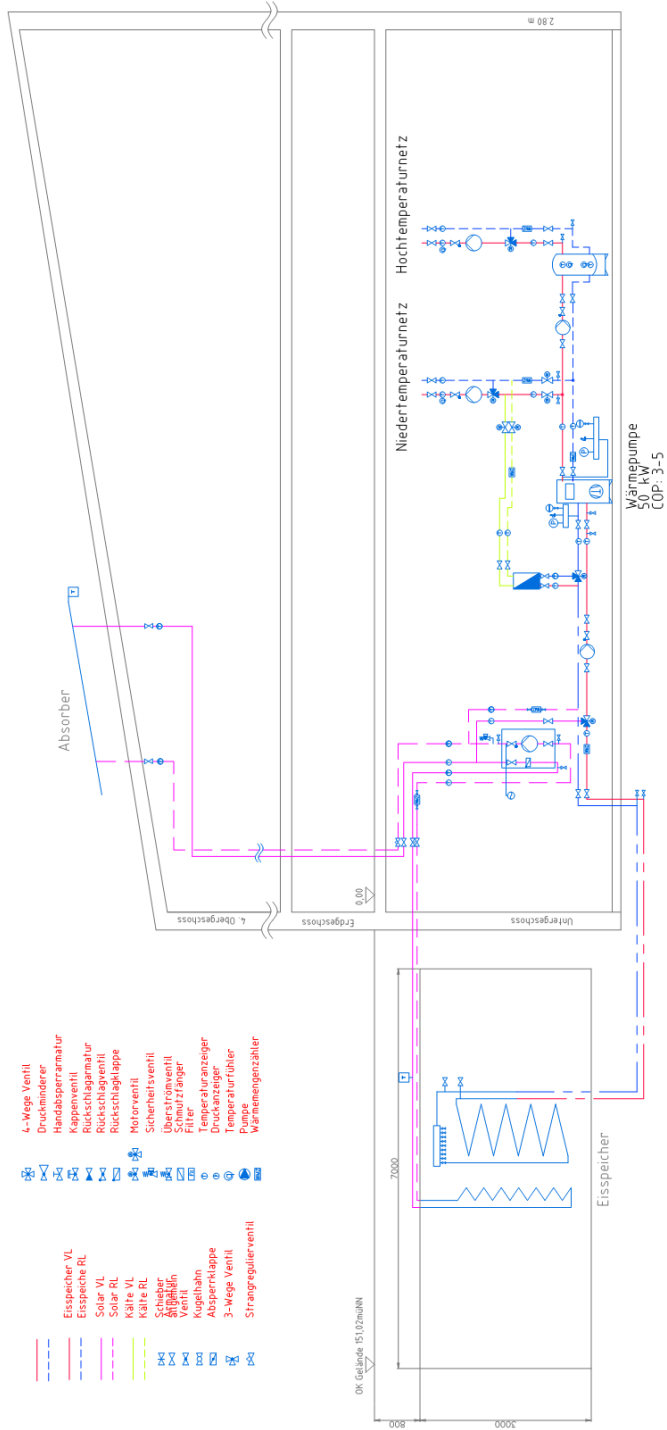 2.80 m
Hochtemperaturnetz
Niedertemperaturnetz
Wärmepumpe
50 kW
COP: 3-5
T
Absorber
4. Obergeschoss
Erdgeschoss
Untergeschoss
0,00
4-Wege Ventil
Druckminderer
Handabsperrarmatur
Kappenventil
Rückschlagarmatur
Rückschlagventil
Rückschlagklappe
Motorventil
Sicherheitsventil
Überströmventil
Schmutzfänger
Filter
Temperaturanzeiger
Druckanzeiger
Temperaturfühler
Pumpe
Wärmemengenzähler
Eisspeicher VL
Eisspeiche RL
Solar VL
Solar RL
Kälte VL
Kälte RL
Schieber
Armatur
allgemein
Ventil
Kugelhahn
Absperrklappe
3-Wege Ventil
Strangregulierventil
T
7000
Eisspeicher
OK Gelände 151,02müNN
800
3000